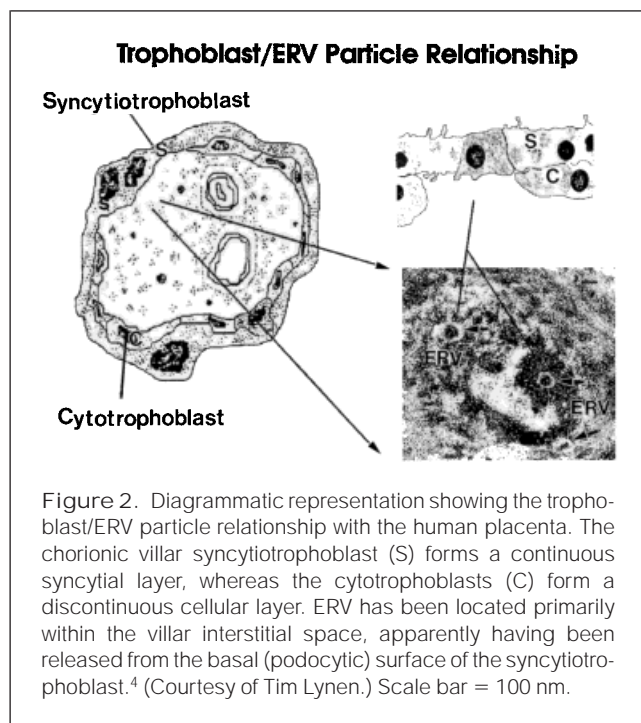 Trophoblast/ERV Particle Relationship
Syncytiotrophoblast
S
S
C
C
ERV
ERV
Cytotrophoblast
Figure 2. Diagrammatic representation showing the tropho-
blast/ERV particle relationship with the human placenta. The
chorionic villar syncytiotrophoblast (S) forms a continuous
syncytial layer, whereas the cytotrophoblasts (C) form a
discontinuous cellular layer. ERV has been located primarily
within the villar interstitial space, apparently having been
released from the basal (podocytic) surface of the syncytiotro-
phoblast.⁴ (Courtesy of Tim Lynen.) Scale bar = 100 nm.